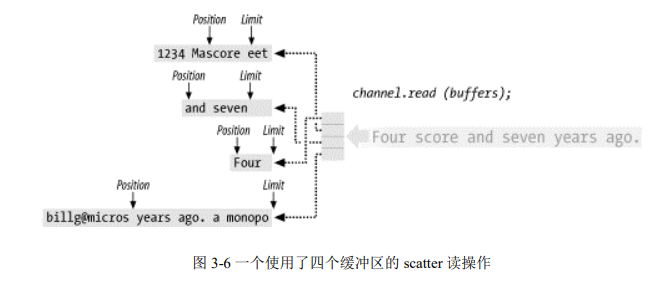 Position Limit
1234 Mascore eet
Position Limit
channel.read (buffers);
and seven
Position Limit
Four score and seven years ago.
Four
Position Limit
billg@micros years ago. a monopo
图 3-6 一个使用了四个缓冲区的 scatter 读操作